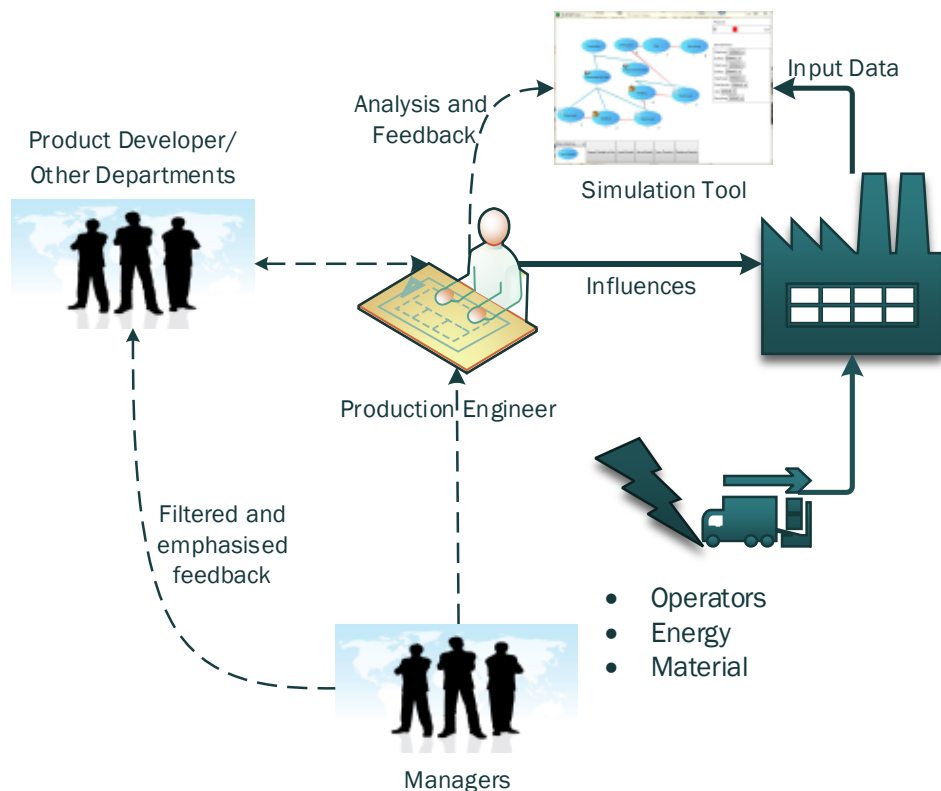 Input Data
Analysis and
Feedback
Product Developer/
Other Departments
Simulation Tool
Influences
Production Engineer
Filtered and
emphasised
feedback
• Operators
• Energy
• Material
Managers